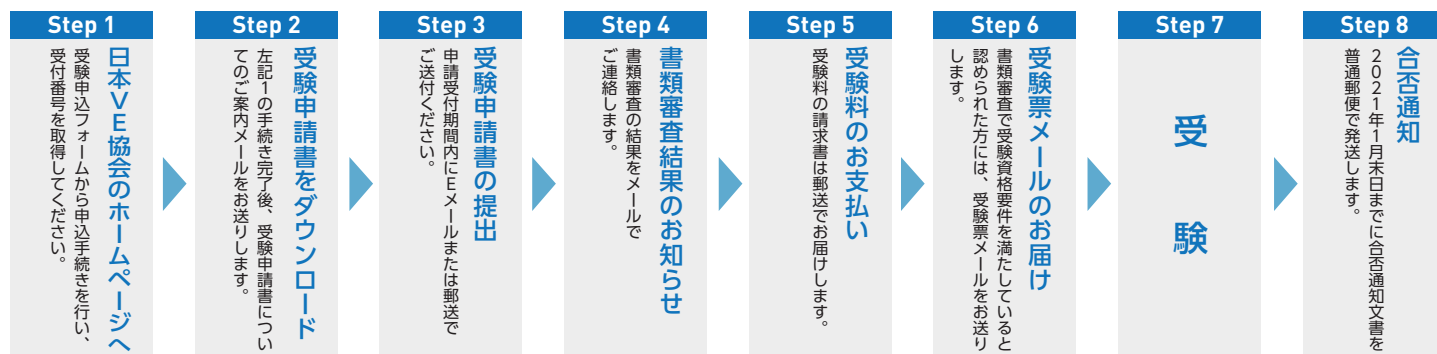 Step 1
日本VE協会のホームページへ
受験申込フォームから申込手続きを行い、
受付番号を取得してください。
Step 2
受験申請書をダウンロード
左記1の手続き完了後、受験申請書につい
てのご案内メールをお送りします。
Step 3
受験申請書の提出
申請受付期間内にEメールまたは郵送で
ご送付ください。
Step 4
書類審査結果のお知らせ
書類審査の結果をメールで
ご連絡します。
Step 5
受験料のお支払い
受験料の請求書は郵送でお届けします。
Step 6
受験票メールのお届け
書類審査で受験資格要件を満たしていると
認められた方には、受験票メールをお送り
します。
Step 7
受験
Step 8
合否通知
2021年1月末日までに合否通知文書を
普通郵便で発送します。